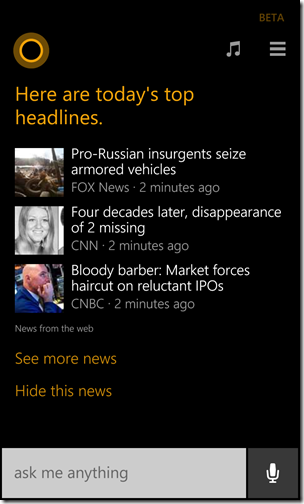 BETA
Here are today's top
headlines.
Pro-Russian insurgents seize
armored vehicles
FOX News · 2 minutes ago
Four decades later, disappearance
of 2 missing
CNN · 2 minutes ago
Bloody barber: Market forces
haircut on reluctant IPOs
CNBC · 2 minutes ago
News from the web
See more news
Hide this news
ask me anything